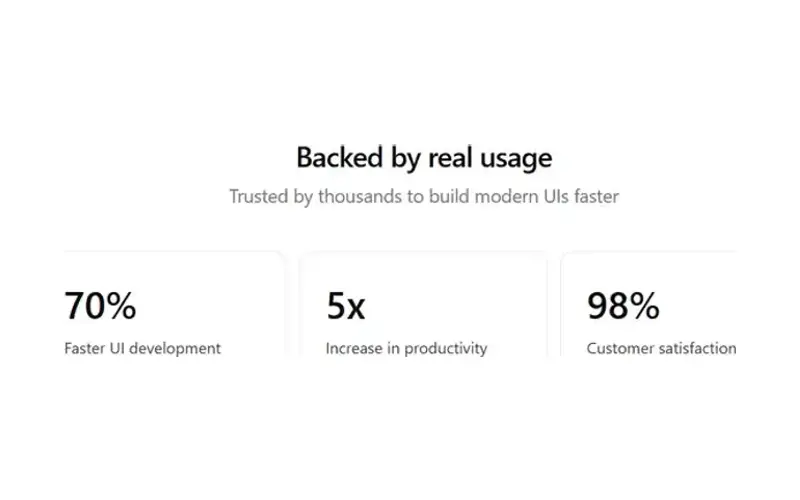 Backed by real usage
Trusted by thousands to build modern UIs faster
70%
5x
98%
Faster UI development
Increase in productivity
Customer satisfaction